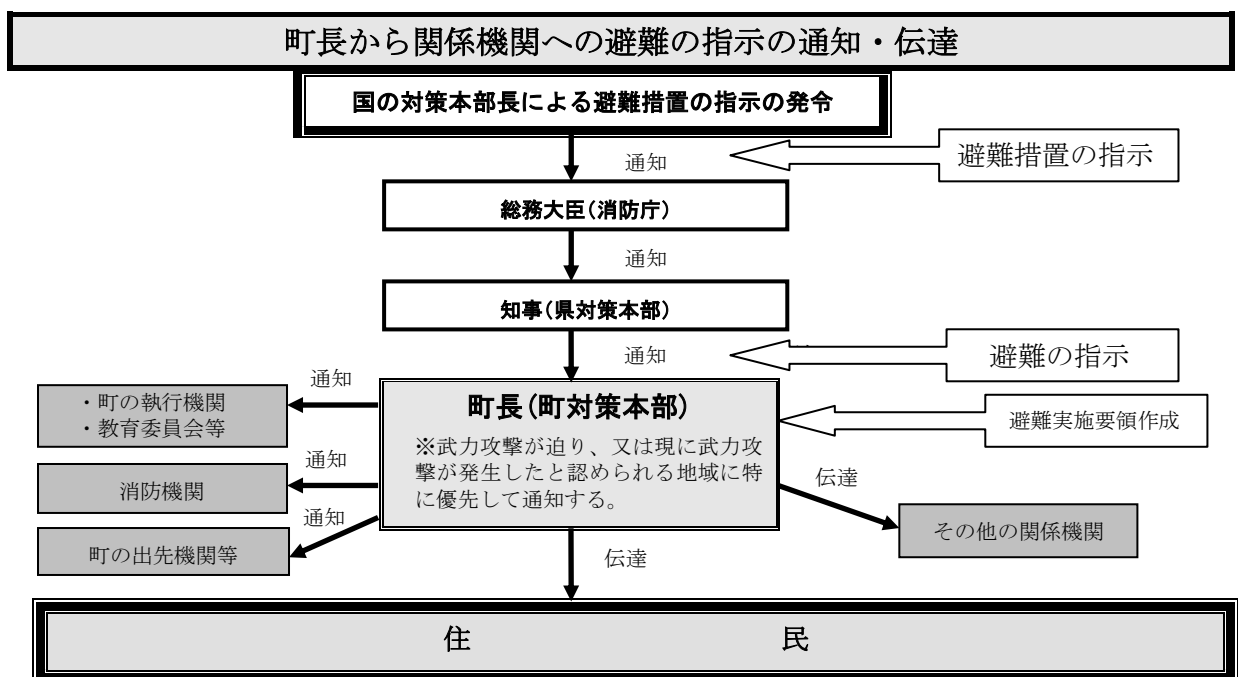 町長から関係機関への避難の指示の通知・伝達
国の対策本部長による避難措置の指示の発令
通知
避難措置の指示
総務大臣(消防庁)
通知
知事(県対策本部)
通知
避難の指示
町長(町対策本部)
※武力攻撃が迫り、又は現に武力攻
撃が発生したと認められる地域に特
に優先して通知する。
避難実施要領作成
通知
・町の執行機関
・教育委員会等
通知
消防機関
通知
町の出先機関等
伝達
その他の関係機関
伝達
住民